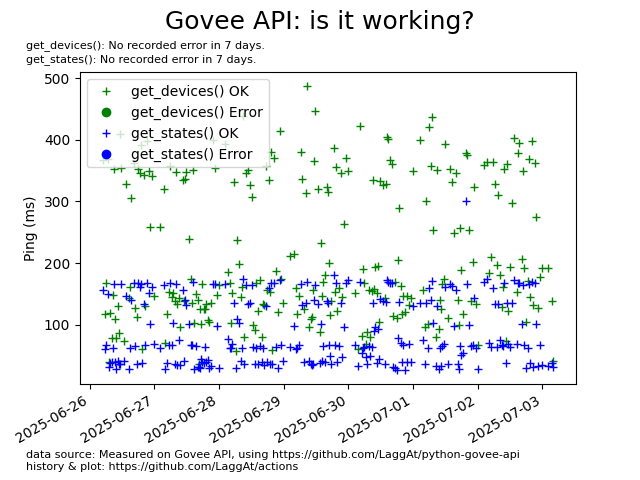 Govee API: is it working?
get_devices(): No recorded error in 7 days.
get_states(): No recorded error in 7 days.
500
400
300
200
100
Ping (ms)
get_devices() OK
get_devices() Error
get_states() OK
get_states() Error
2025-06-26
2025-06-27
2025-06-28
2025-06-29
2025-06-30
2025-07-01
2025-07-02
2025-07-03
data source: Measured on Govee API, using https://github.com/LaggAt/python-govee-api
history & plot: https://github.com/LaggAt/actions